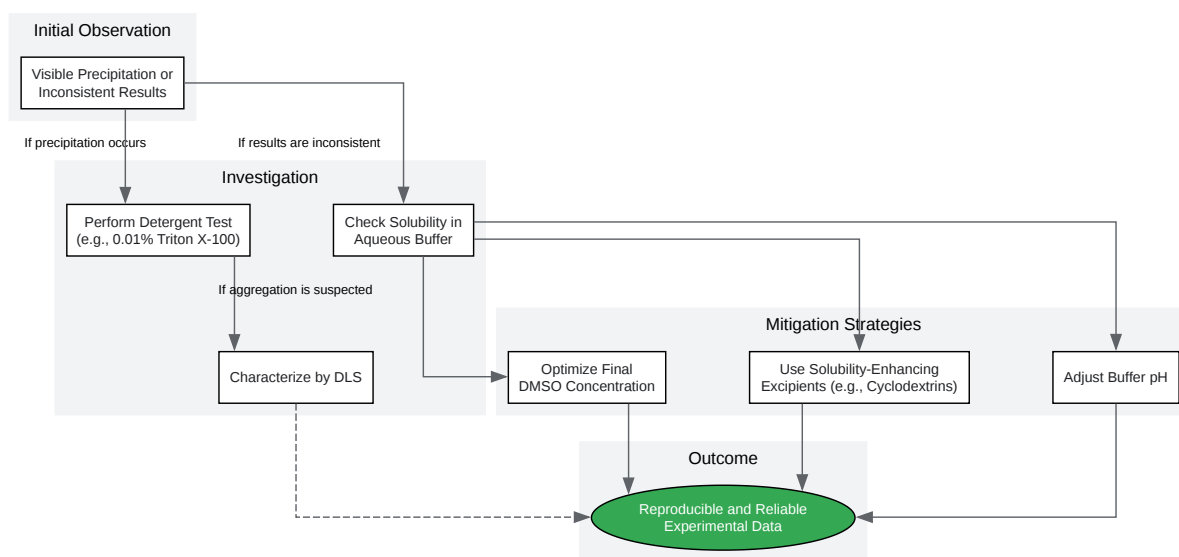 Initial Observation
Visible Precipitation or
Inconsistent Results
If precipitation occurs
If results are inconsistent
Investigation
Perform Detergent Test
(e.g., 0.01% Triton X-100)
Check Solubility in
Aqueous Buffer
If aggregation is suspected
Mitigation Strategies
Characterize by DLS
Optimize Final
DMSO Concentration
Use Solubility-Enhancing
Excipients (e.g., Cyclodextrins)
Adjust Buffer pH
Outcome
Reproducible and Reliable
Experimental Data